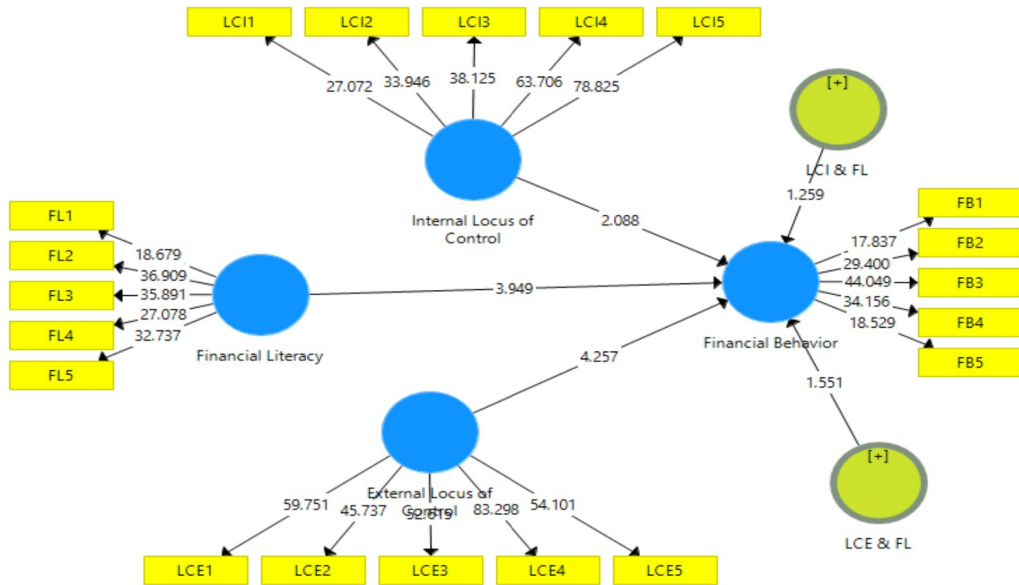 LCI1
LCI2
LCI3
LCI4
LCI5
27.072
33.946
38.125
63.706
78.825
[+]
LCI & FL
1.259
Internal Locus of
Control
2.088
FL1
FL2
FL3
FL4
FL5
18.679
36.909
35.891
27.078
32.737
Financial Literacy
3.949
Financial Behavior
17.837
29.400
44.049
34.156
18.529
FB1
FB2
FB3
FB4
FB5
4.257
1.551
[+]
LCE & FL
External Locus of
Control
59.751
45.737
83.298
54.101
LCE1
LCE2
LCE3
LCE4
LCE5